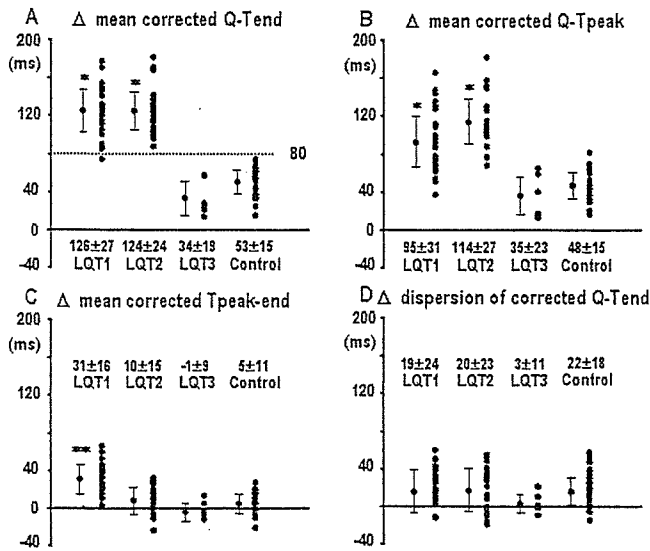 A Δ mean corrected Q-Tend
200
(ms)
120
80
40
0
-40
**
**
126±27 124±24 34±19 53±15
LQT1 LQT2 LQT3 Control
B Δ mean corrected Q-Tpeak
200
(ms)
120
40
0
-40
**
**
95±31 114±27 35±23 48±15
LQT1 LQT2 LQT3 Control
C Δ mean corrected Tpeak-end
200
(ms)
120
40
0
-40
31±16 10±15 -1±9 5±11
LQT1 LQT2 LQT3 Control
**
D Δ dispersion of corrected Q-Tend
200
(ms)
120
40
0
-40
19±24 20±23 3±11 22±18
LQT1 LQT2 LQT3 Control